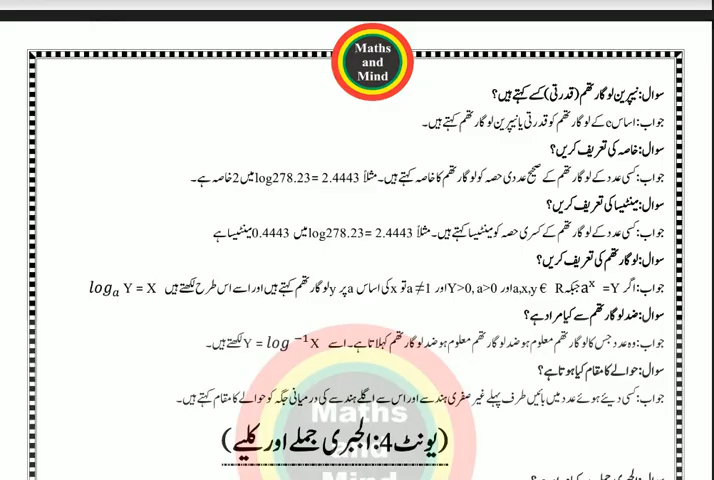 Maths
and
Mind
سوال: نیپرین لوگارتھم (قدرتی) کسے کہتے ہیں؟
جواب: اساس e کے لوگارتھم کو قدرتی یا نیپرین لوگارتھم کہتے ہیں۔
سوال: خاصہ کی تعریف کریں؟
جواب: کسی عدد کے لوگارتھم کے صحیح عددی حصہ کو لوگارتھم کا خاصہ کہتے ہیں۔ مثلاً log278.23= 2.4443 میں 2 خاصہ ہے۔
سوال: مینٹیسا کی تعریف کریں؟
جواب: کسی عدد کے لوگارتھم کے کسری حصہ کو مینٹیسا کہتے ہیں۔ مثلاً log278.23= 2.4443 میں 0.4443 مینٹیسا ہے
سوال: لوگارتھم کی تعریف کریں؟
جواب: اگر aˣ =Y جبکہ a,x,y ∈ R اور Y>0, a>0 اور a≠1 تو x کی اساس a پر y لوگارتھم کہتے ہیں اور اسے اس طرح لکھتے ہیں logₐ Y = X
سوال: ضد لوگارتھم سے کیا مراد ہے؟
جواب: وہ عدد جس کا لوگارتھم معلوم ہو ضد لوگارتھم معلوم ہو ضد لوگارتھم کہلاتا ہے۔ اسے Y = log ⁻¹X لکھتے ہیں۔
سوال: حوالے کا مقام کیا ہوتا ہے؟
جواب: کسی دیئے ہوئے عدد میں بائیں طرف پہلے غیر صفری ہندسے اور اس سے اگلے ہندسے کی درمیانی جگہ کو حوالے کا مقام کہتے ہیں۔
Maths
and
Mind
(یونٹ 4: الجبری جملے اور کلیے)